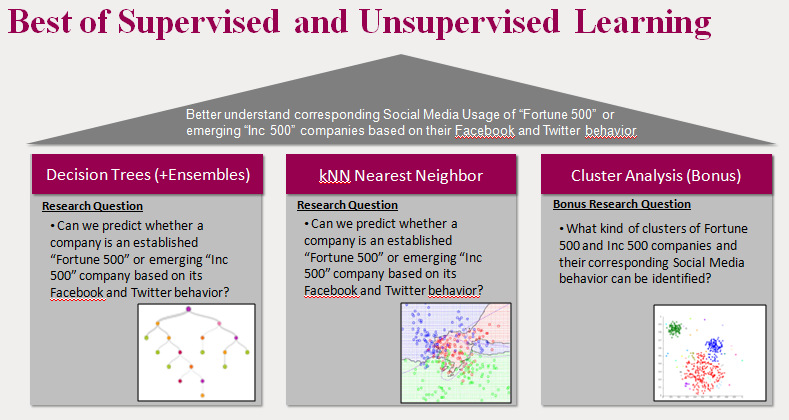 Best of Supervised and Unsupervised Learning
Better understand corresponding Social Media Usage of “Fortune 500” or
emerging “Inc 500” companies based on their Facebook and Twitter behavior
Decision Trees (+Ensembles)
Research Question
• Can we predict whether a
company is an established
“Fortune 500” or emerging “Inc
500” company based on its
Facebook and Twitter behavior?
kNN Nearest Neighbor
Research Question
• Can we predict whether a
company is an established
“Fortune 500” or emerging “Inc
500” company based on its
Facebook and Twitter behavior?
Cluster Analysis (Bonus)
Bonus Research Question
• What kind of clusters of Fortune
500 and Inc 500 companies and
their corresponding Social Media
behavior can be identified?